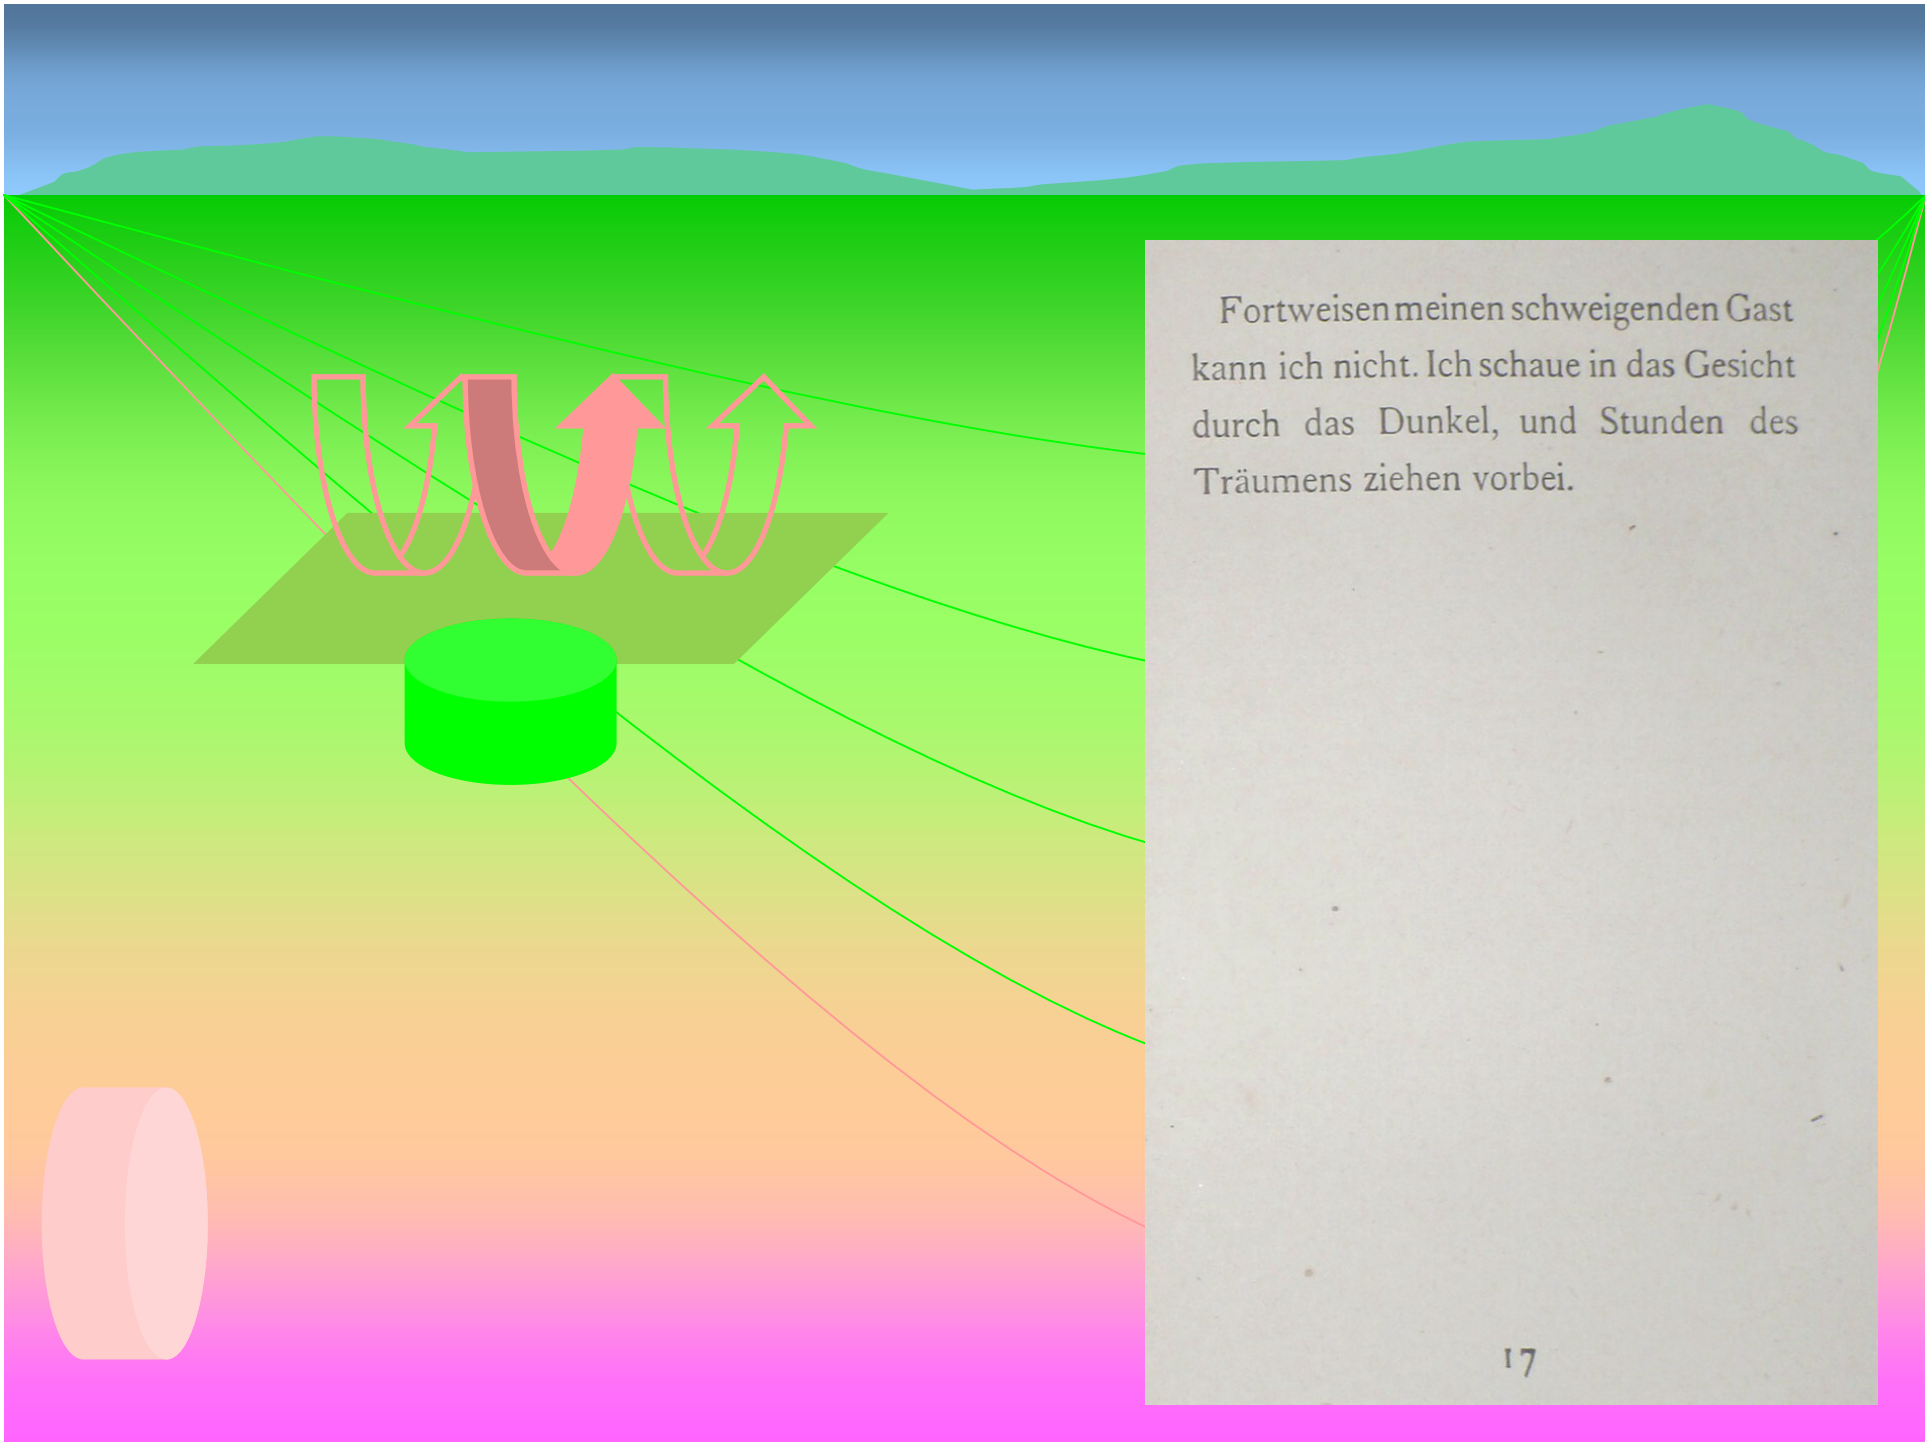 Fortweisen meinen schweigenden Gast
kann ich nicht. Ich schaue in das Gesicht
durch das Dunkel, und Stunden des
Träumens ziehen vorbei.
17